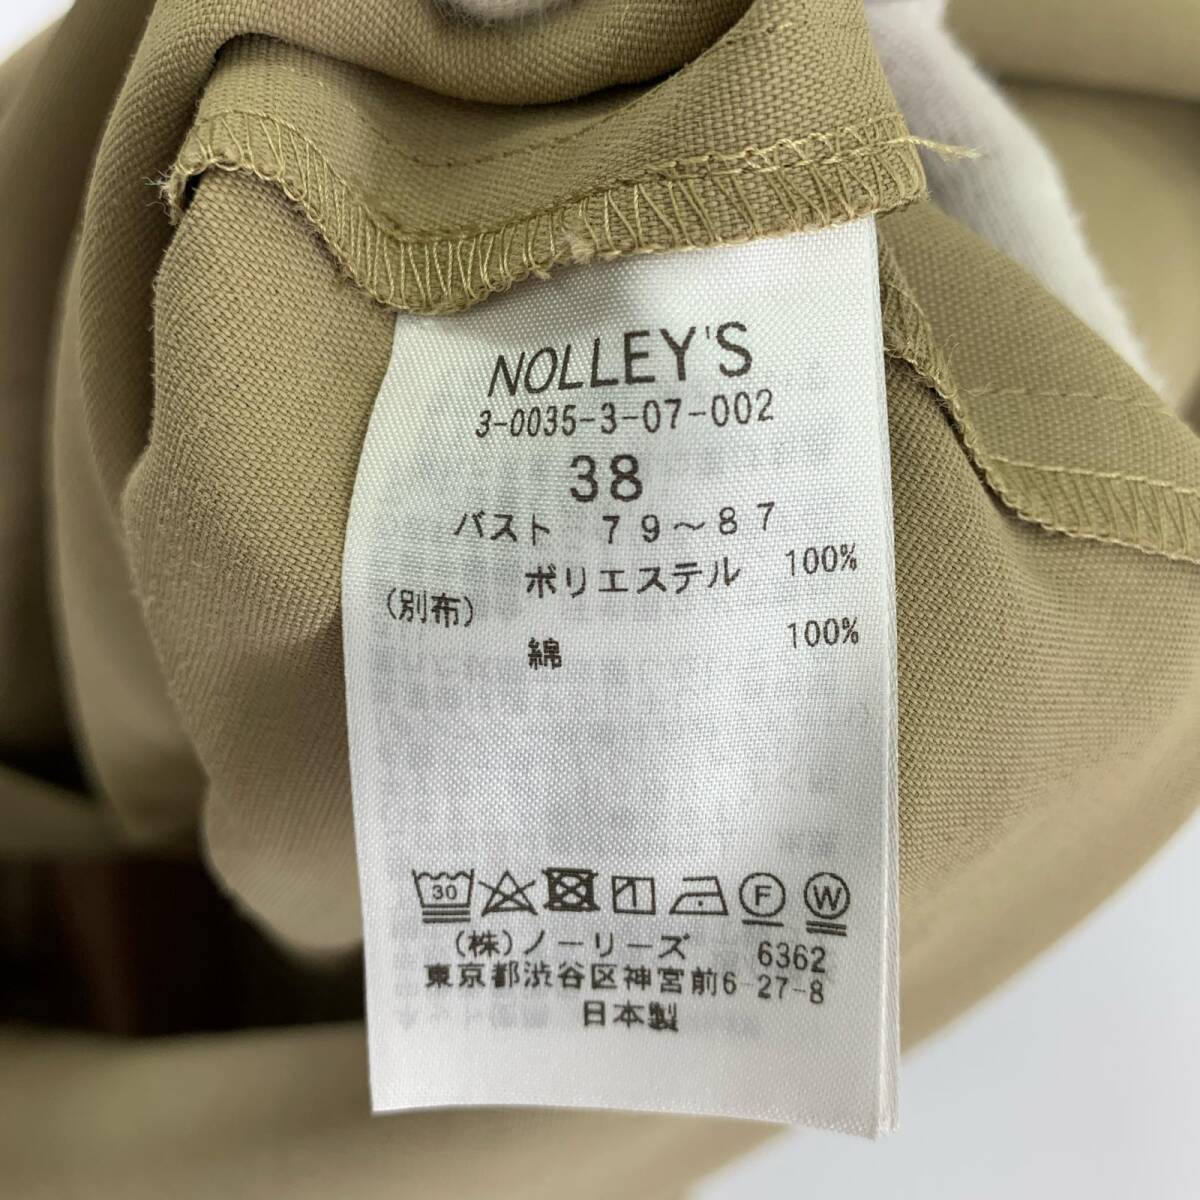 NOLLEY'S
3-0035-3-07-002
38
バスト 79〜87
ポリエステル 100%
(別布)
綿 100%
30 F W
(株)ノーリーズ 6362
東京都渋谷区神宮前6-27-8
日本製